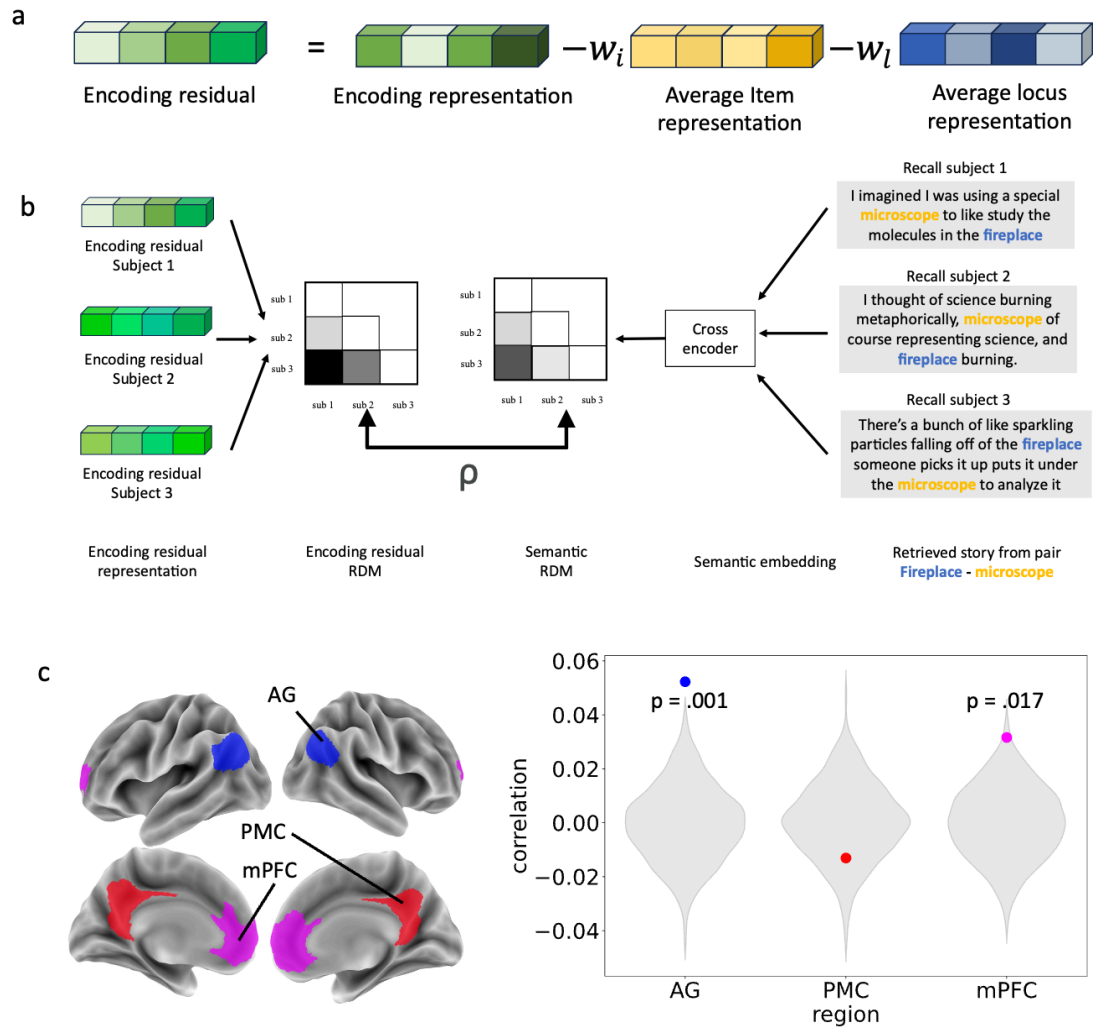 a
=
−wᵢ
−wₗ
Encoding residual
Encoding representation
Average Item
representation
Average locus
representation
b
Encoding residual
Subject 1
Encoding residual
Subject 2
Encoding residual
Subject 3
sub 1
sub 2
sub 3
sub 1 sub 2 sub 3
sub 1
sub 2
sub 3
sub 1 sub 2 sub 3
ρ
Cross
encoder
Recall subject 1
I imagined I was using a special
microscope to like study the
molecules in the fireplace
Recall subject 2
I thought of science burning
metaphorically, microscope of
course representing science, and
fireplace burning.
Recall subject 3
There's a bunch of like sparkling
particles falling off of the fireplace
someone picks it up puts it under
the microscope to analyze it
Encoding residual
representation
Encoding residual
RDM
Semantic
RDM
Semantic embedding
Retrieved story from pair
Fireplace - microscope
c
AG
PMC
mPFC
correlation
0.06
0.04
0.02
0.00
−0.02
−0.04
p = .001
p = .017
AG
PMC
mPFC
region